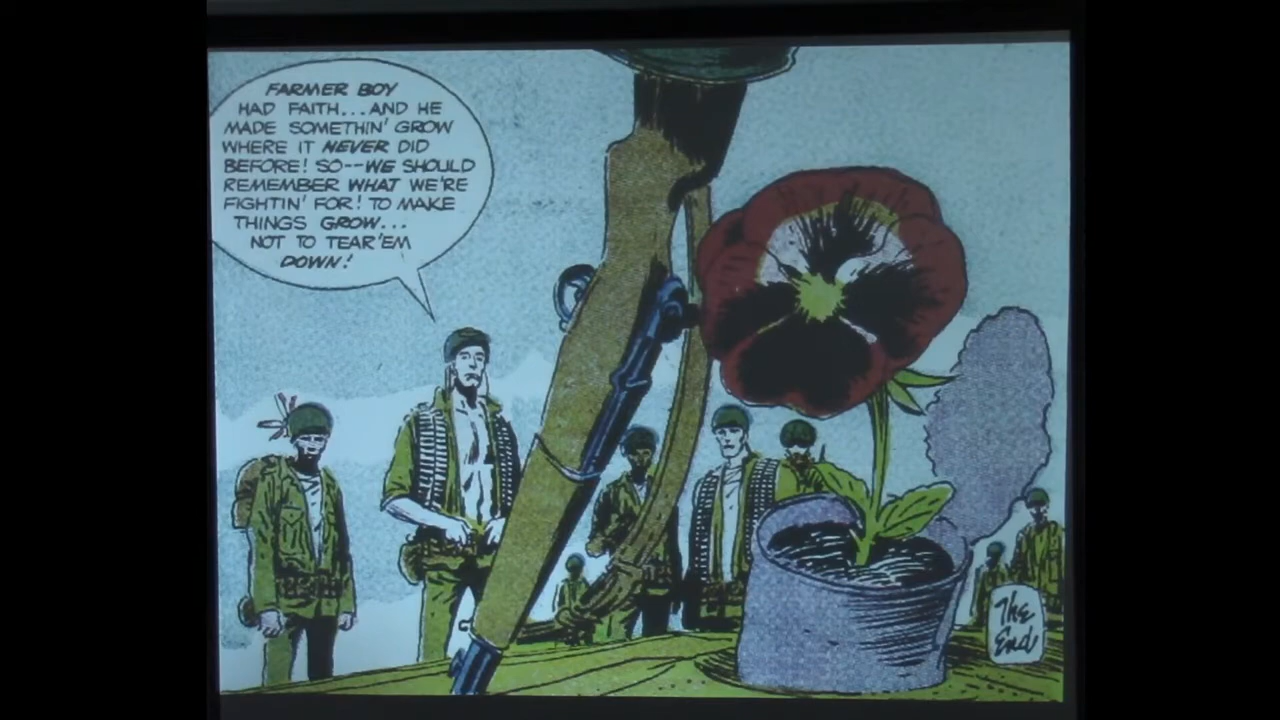 FARMER BOY
HAD FAITH...AND HE
MADE SOMETHIN' GROW
WHERE IT NEVER DID
BEFORE! SO--WE SHOULD
REMEMBER WHAT WE'RE
FIGHTIN' FOR! TO MAKE
THINGS GROW...
NOT TO TEAR 'EM
DOWN!
The
End